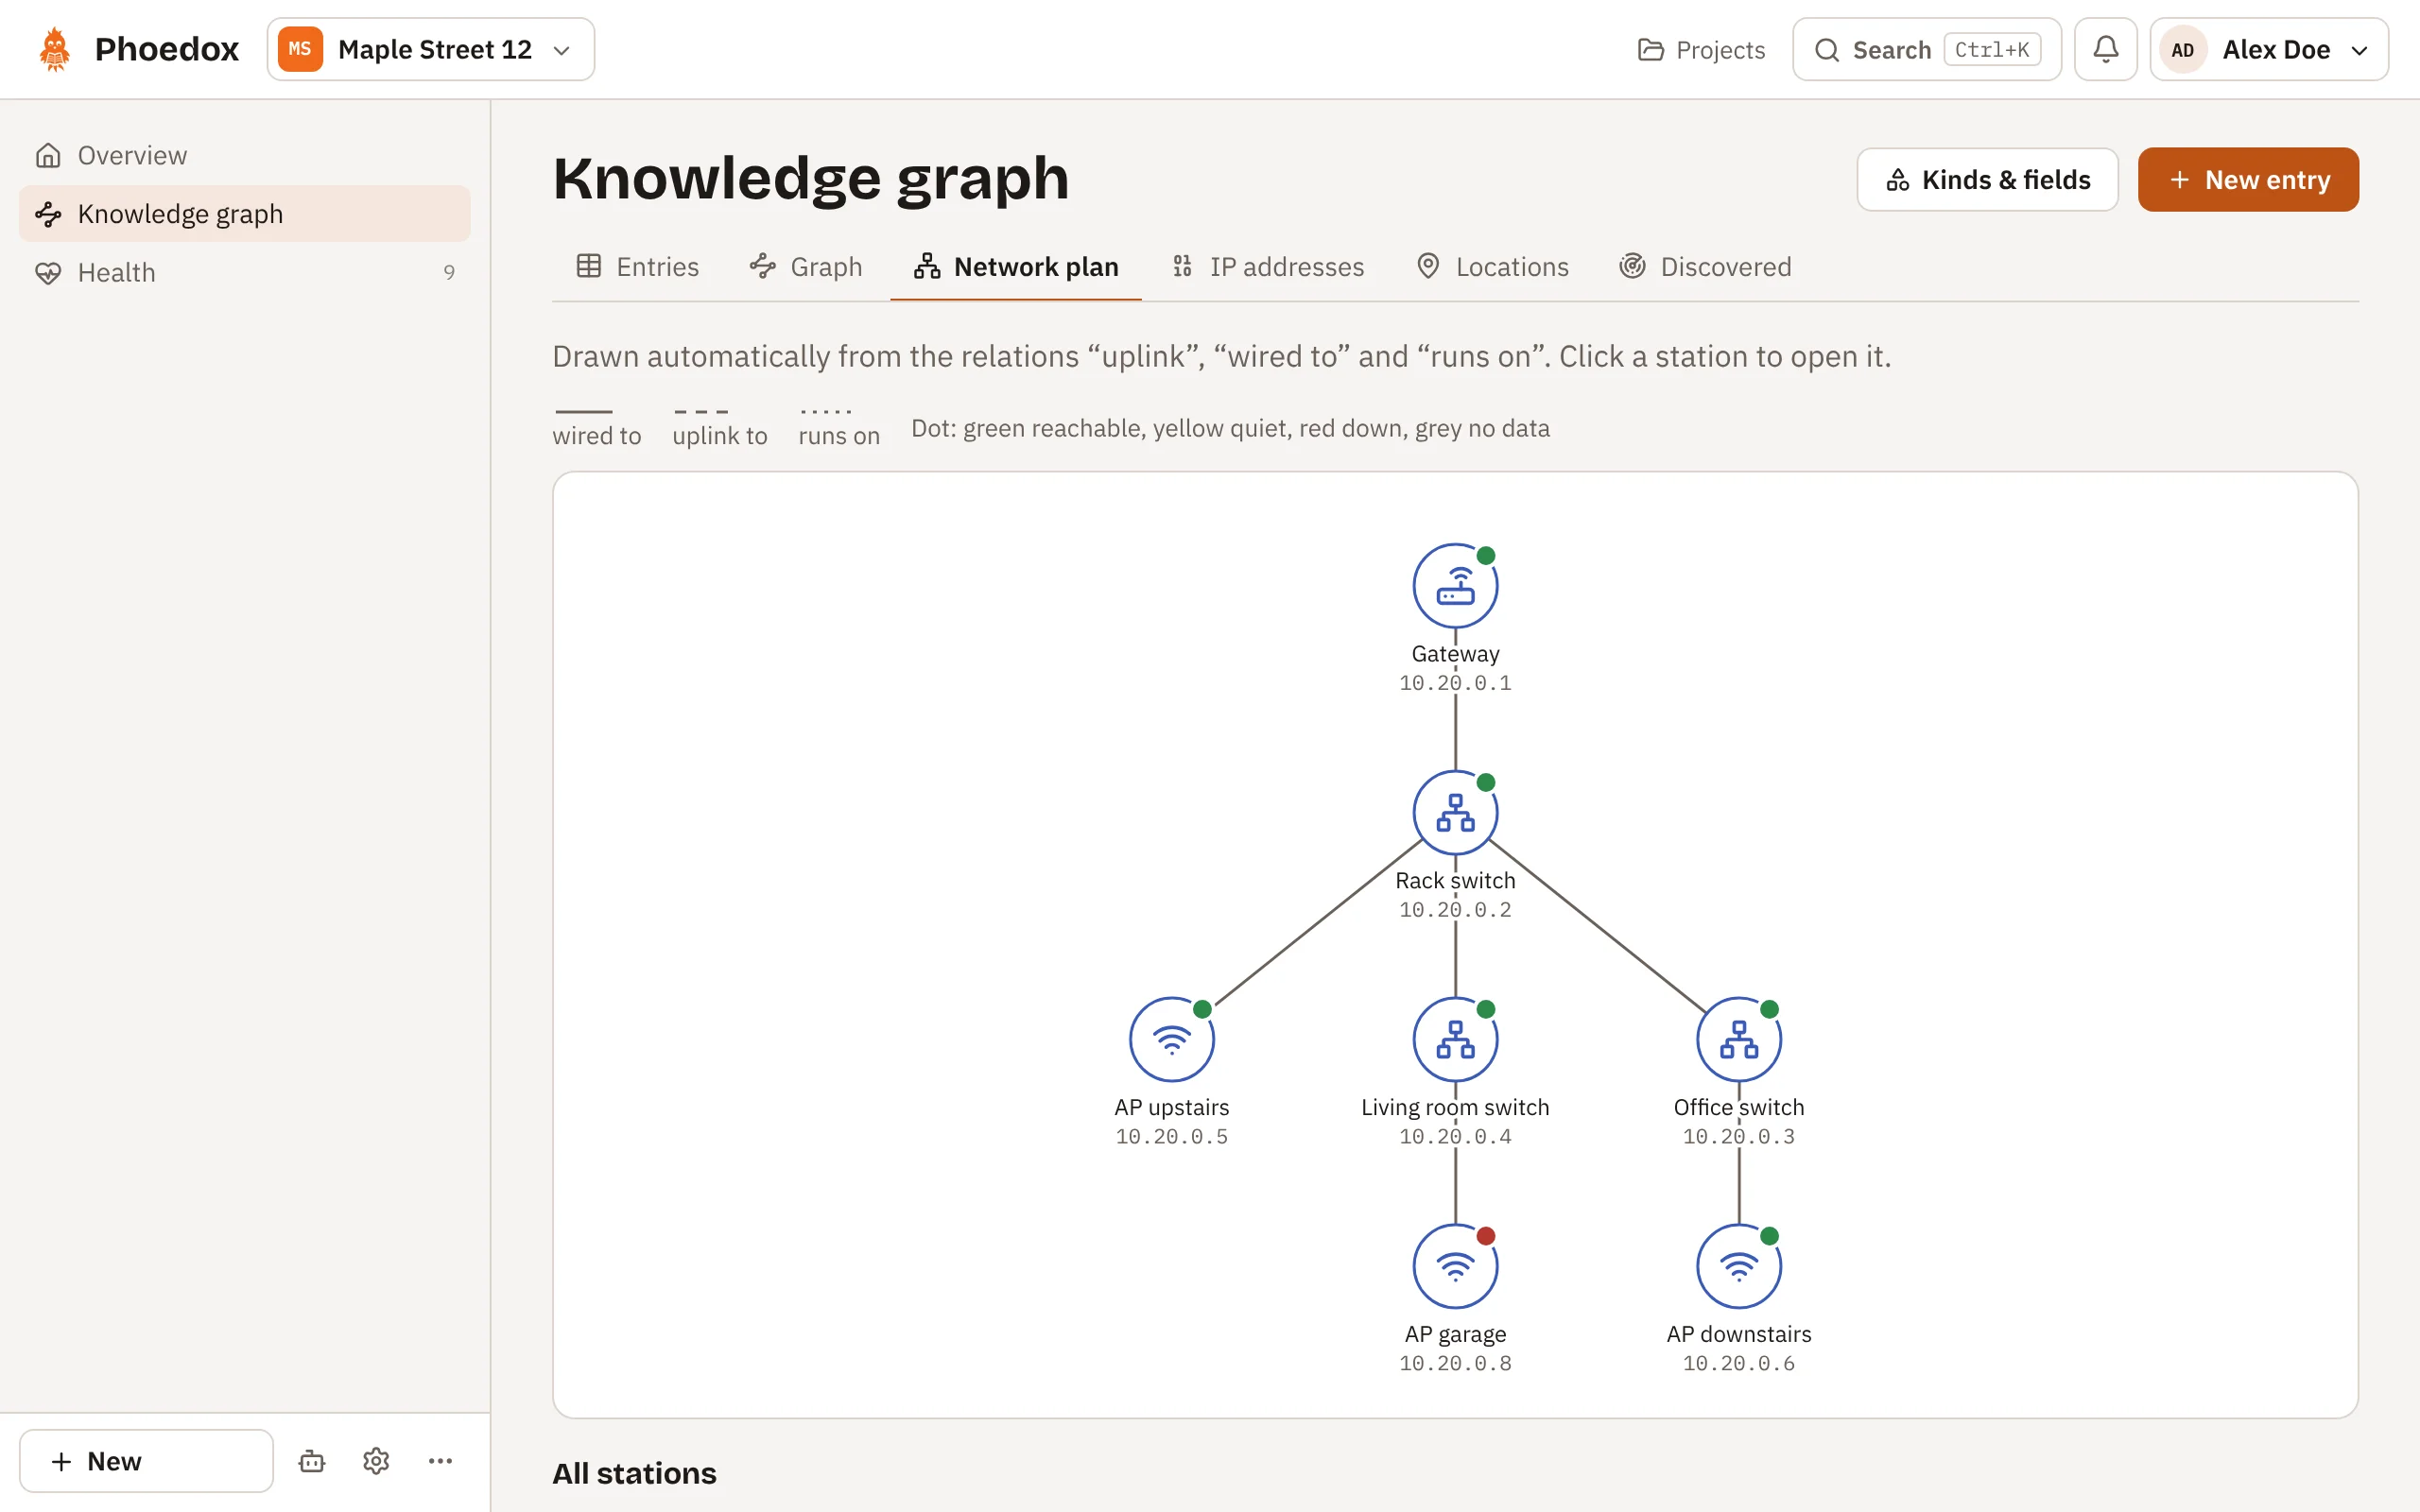 Phoedox
MS Maple Street 12
Projects
Search Ctrl+K
AD Alex Doe
Overview
Knowledge graph
Health 9
Knowledge graph
Kinds & fields
New entry
Entries Graph Network plan IP addresses Locations Discovered
Drawn automatically from the relations “uplink”, “wired to” and “runs on”. Click a station to open it.
wired to uplink to runs on Dot: green reachable, yellow quiet, red down, grey no data
Gateway
10.20.0.1
Rack switch
10.20.0.2
AP upstairs
10.20.0.5
Living room switch
10.20.0.4
Office switch
10.20.0.3
AP garage
10.20.0.8
AP downstairs
10.20.0.6
All stations
New